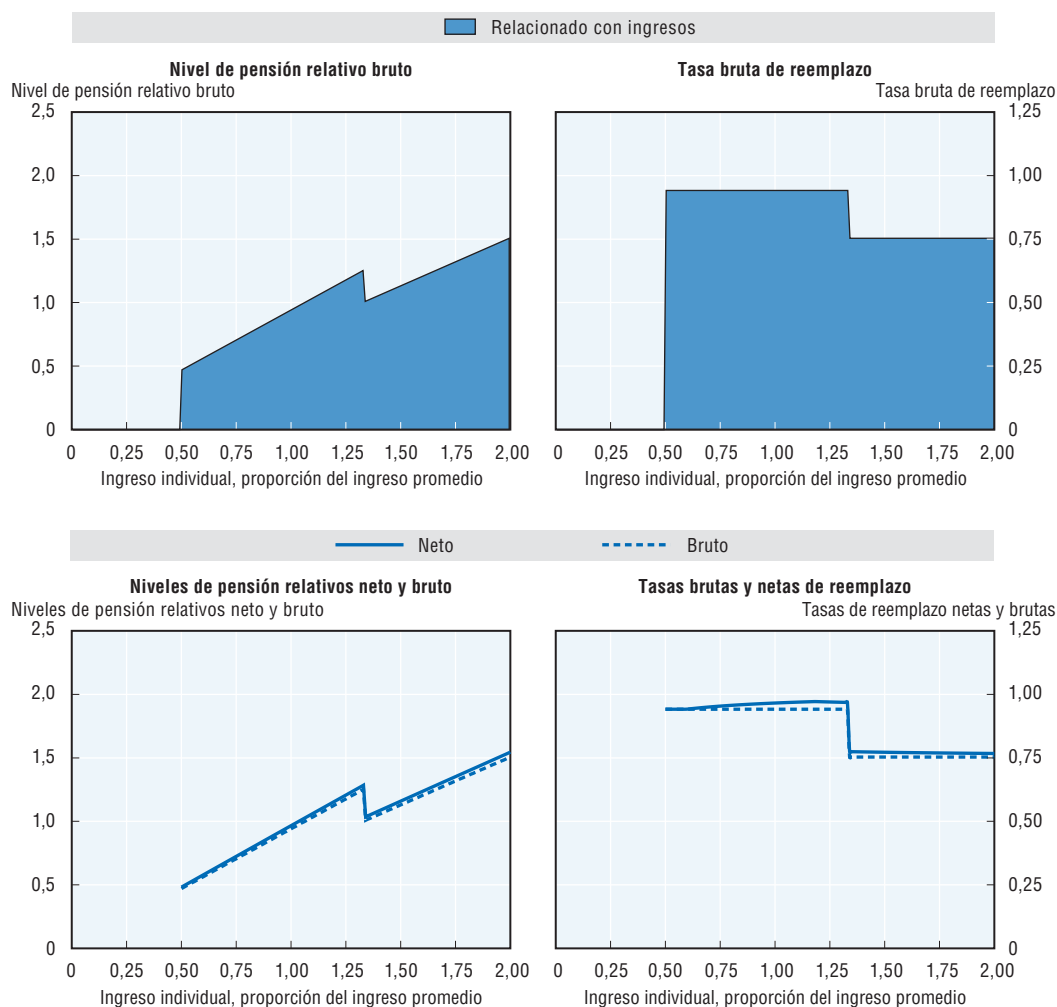 Relacionado con ingresos
Nivel de pensión relativo bruto
Nivel de pensión relativo bruto
2,5
2,0
1,5
1,0
0,5
0
0 0,25 0,50 0,75 1,00 1,25 1,50 1,75 2,00
Ingreso individual, proporción del ingreso promedio
Tasa bruta de reemplazo
Tasa bruta de reemplazo
1,25
1,00
0,75
0,50
0,25
0
0 0,25 0,50 0,75 1,00 1,25 1,50 1,75 2,00
Ingreso individual, proporción del ingreso promedio
Neto Bruto
Niveles de pensión relativos neto y bruto
Niveles de pensión relativos neto y bruto
2,5
2,0
1,5
1,0
0,5
0
0 0,25 0,50 0,75 1,00 1,25 1,50 1,75 2,00
Ingreso individual, proporción del ingreso promedio
Tasas brutas y netas de reemplazo
Tasas de reemplazo netas y brutas
1,25
1,00
0,75
0,50
0,25
0
0 0,25 0,50 0,75 1,00 1,25 1,50 1,75 2,00
Ingreso individual, proporción del ingreso promedio